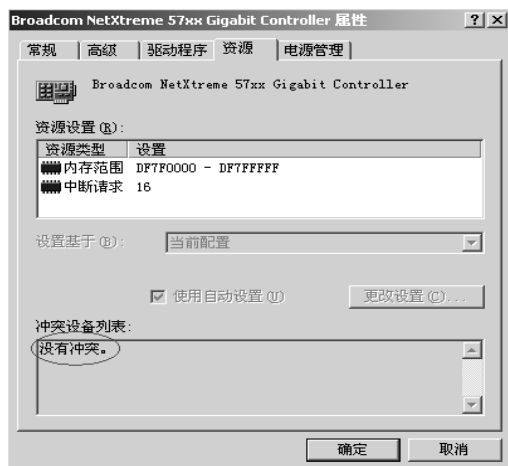 Broadcom NetXtreme 57xx Gigabit Controller 属性
常规 高级 驱动程序 资源 电源管理
Broadcom NetXtreme 57xx Gigabit Controller
资源设置(R):
资源类型 设置
内存范围 DF7F0000 - DF7FFFFF
中断请求 16
设置基于(B): 当前配置
使用自动设置(U) 更改设置(C)...
冲突设备列表:
没有冲突。
确定 取消